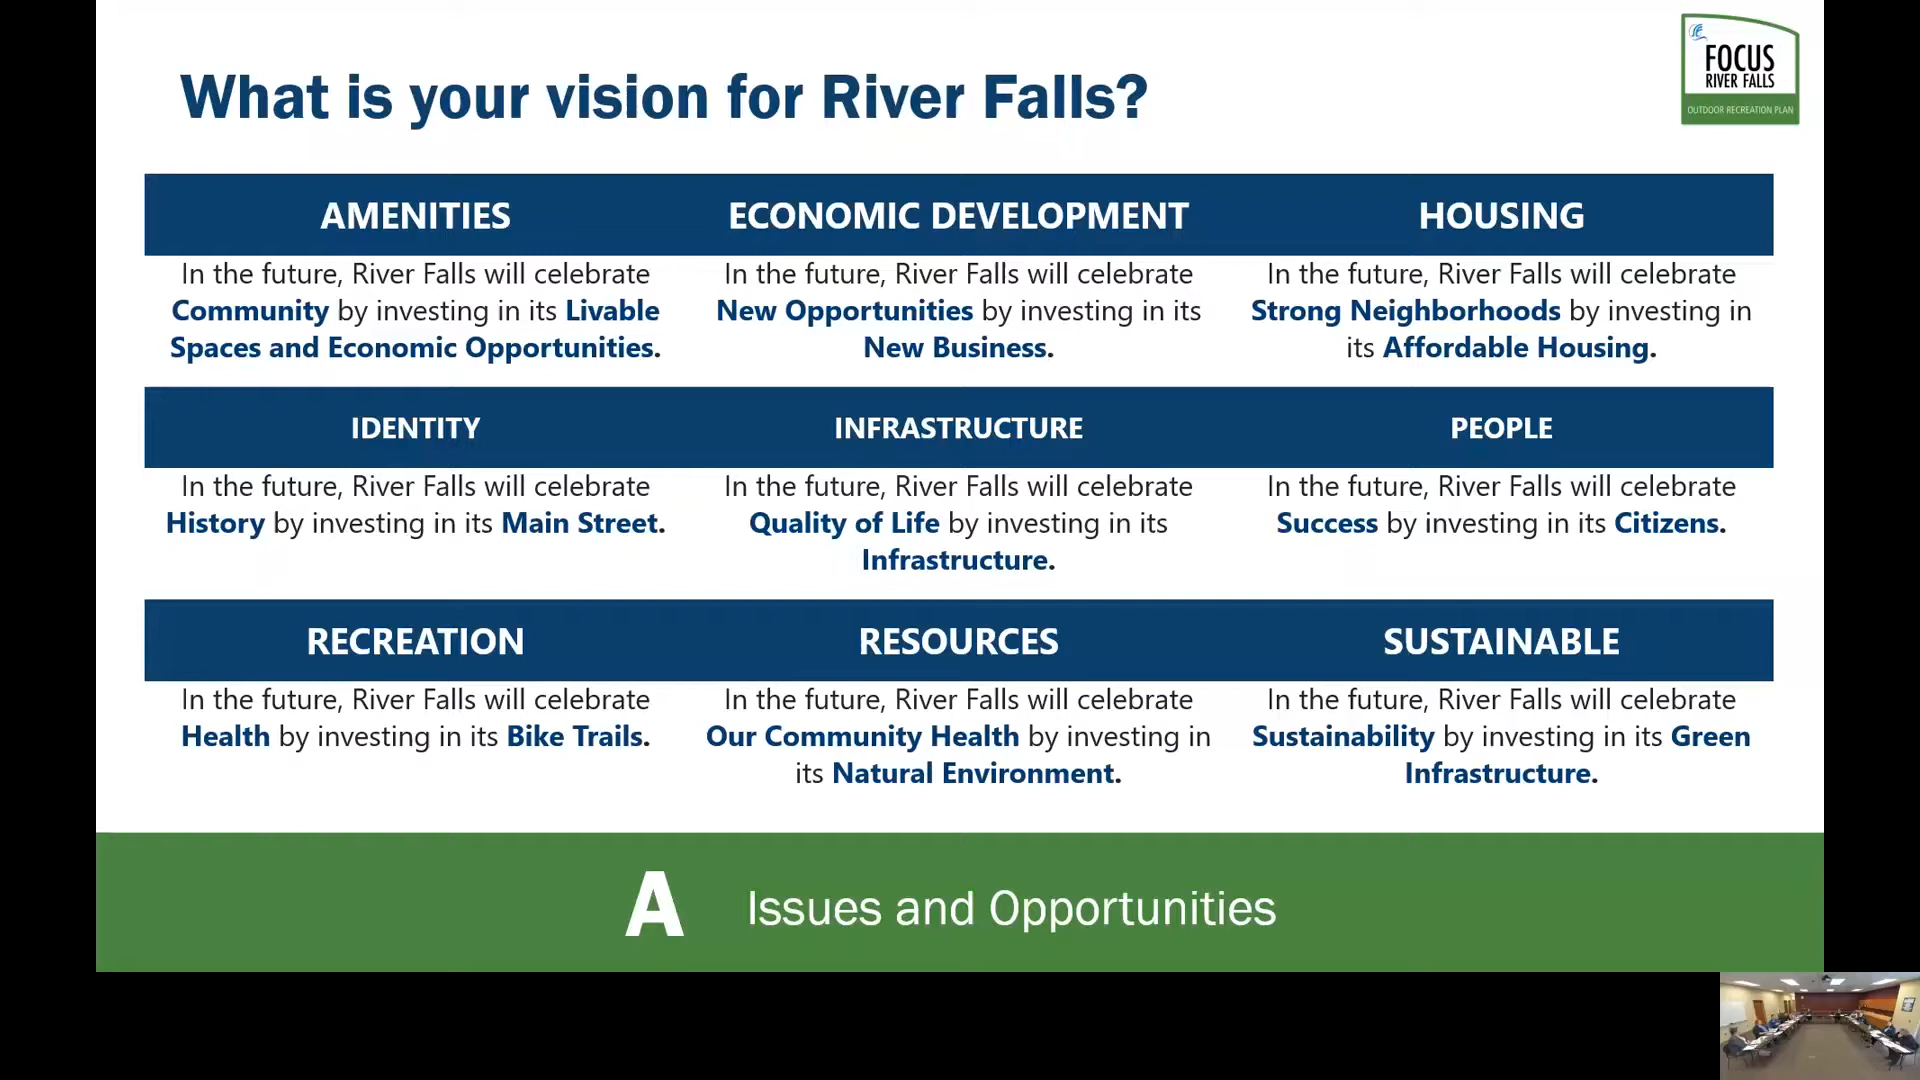 What is your vision for River Falls?
FOCUS
RIVER FALLS
OUTDOOR RECREATION PLAN
AMENITIES
In the future, River Falls will celebrate
Community by investing in its Livable
Spaces and Economic Opportunities.
ECONOMIC DEVELOPMENT
In the future, River Falls will celebrate
New Opportunities by investing in its
New Business.
HOUSING
In the future, River Falls will celebrate
Strong Neighborhoods by investing in
its Affordable Housing.
IDENTITY
In the future, River Falls will celebrate
History by investing in its Main Street.
INFRASTRUCTURE
In the future, River Falls will celebrate
Quality of Life by investing in its
Infrastructure.
PEOPLE
In the future, River Falls will celebrate
Success by investing in its Citizens.
RECREATION
In the future, River Falls will celebrate
Health by investing in its Bike Trails.
RESOURCES
In the future, River Falls will celebrate
Our Community Health by investing in
its Natural Environment.
SUSTAINABLE
In the future, River Falls will celebrate
Sustainability by investing in its Green
Infrastructure.
A Issues and Opportunities